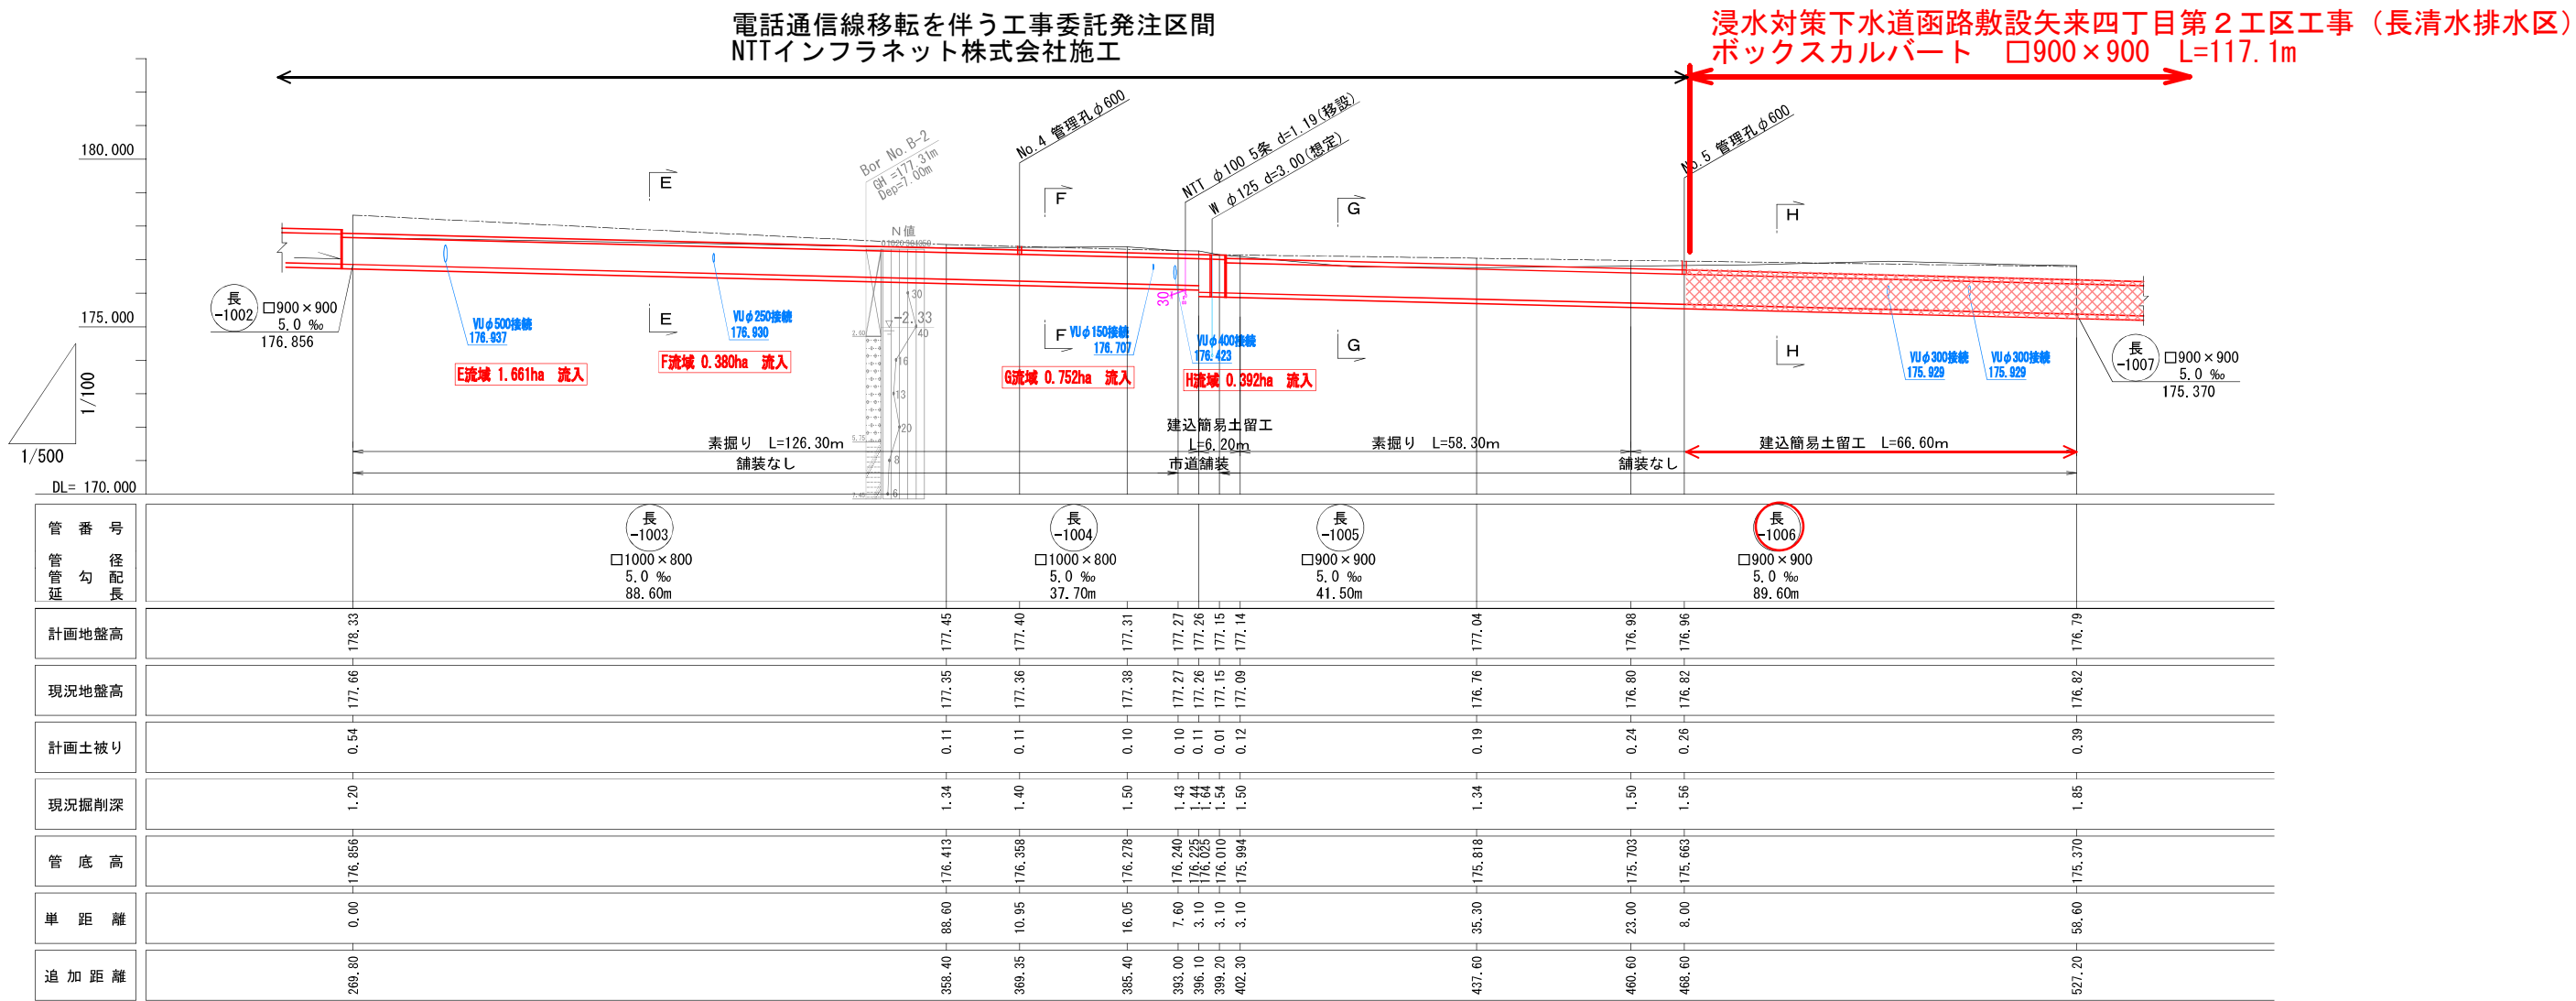 電話通信線移転を伴う工事委託発注区間
NTTインフラネット株式会社施工
浸水対策下水道函路敷設矢来四丁目第２工区工事（長清水排水区）
ボックスカルバート　□900×900　L=117.1m
180.000
175.000
DL= 170.000
1/100
1/500
Bor No.B-2
GH =177.31m
Dep=7.00m
No.4 管理孔φ600
NTT φ100 5条 d=1.19(移設)
W φ125 d=3.00(想定)
No.5 管理孔φ600
E
F
G
H
E
F
G
H
N値
30
-2.33
40
16
13
20
8
6
2.60
5.75
30
長
-1002
□900×900
5.0 ‰
176.856
VUφ500接続
176.937
VUφ250接続
176.930
VUφ150接続
176.707
VUφ400接続
176.423
VUφ300接続
175.929
VUφ300接続
175.929
長
-1007
□900×900
5.0 ‰
175.370
E流域 1.661ha　流入
F流域 0.380ha　流入
G流域 0.752ha　流入
H流域 0.392ha　流入
素掘り　L=126.30m
建込簡易土留工
L=6.20m
素掘り　L=58.30m
建込簡易土留工　L=66.60m
舗装なし
市道舗装
舗装なし
管番号
管径
管勾配
延長
長
-1003
□1000×800
5.0 ‰
88.60m
長
-1004
□1000×800
5.0 ‰
37.70m
長
-1005
□900×900
5.0 ‰
41.50m
長
-1006
□900×900
5.0 ‰
89.60m
計画地盤高 178.33 177.45 177.40 177.31 177.27 177.26 177.15 177.14 177.04 176.98 176.96 176.79
現況地盤高 177.66 177.35 177.36 177.38 177.27 177.26 177.15 177.09 176.76 176.80 176.82 176.82
計画土被り 0.54 0.11 0.11 0.10 0.10 0.11 0.01 0.12 0.19 0.24 0.26 0.39
現況掘削深 1.20 1.34 1.40 1.50 1.43 1.44 1.64 1.54 1.50 1.34 1.50 1.56 1.85
管底高 176.856 176.413 176.358 176.278 176.240 176.225 176.025 176.010 175.994 175.818 175.703 175.663 175.370
単距離 0.00 88.60 10.95 16.05 7.60 3.10 3.10 3.10 35.30 23.00 8.00 58.60
追加距離 269.80 358.40 369.35 385.40 393.00 396.10 399.20 402.30 437.60 460.60 468.60 527.20